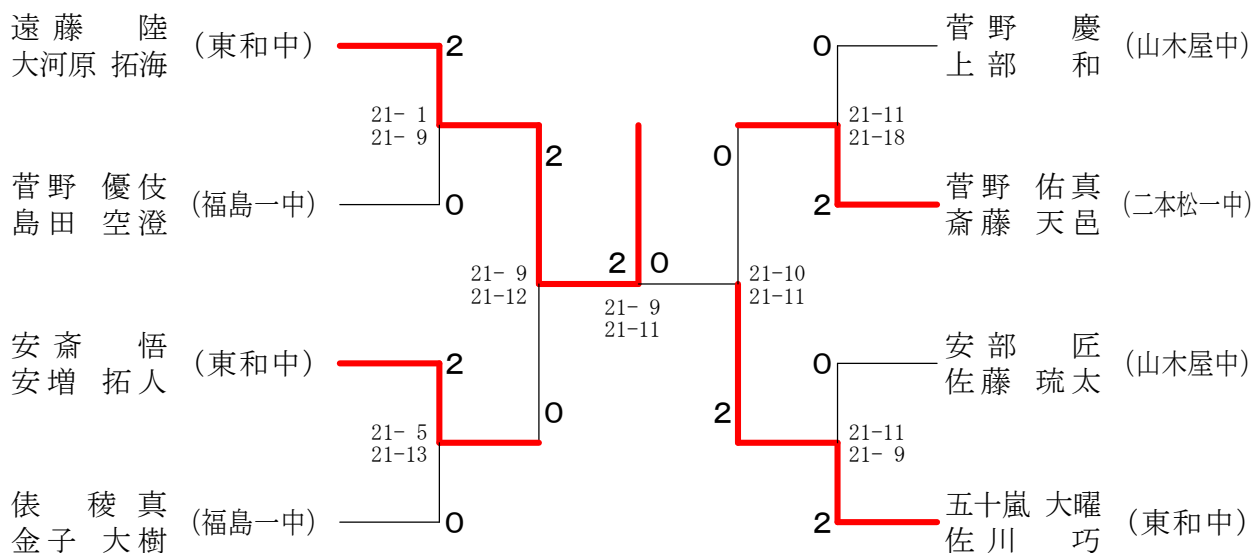 遠藤 陸
大河原 拓海
(東和中)
2
21- 1
21- 9
菅野 優伎
島田 空澄
(福島一中)
0
2
21- 9
21-12
安斎 悟
安増 拓人
(東和中)
2
0
21- 5
21-13
俵 稜真
金子 大樹
(福島一中)
0
2 0
21- 9
21-11
0
菅野 慶
上部 和
(山木屋中)
21-11
21-18
0
2
菅野 佑真
斎藤 天邑
(二本松一中)
21-10
21-11
0
安部 匠
佐藤 琉太
(山木屋中)
2
21-11
21- 9
2
五十嵐 大曜
佐川 巧
(東和中)